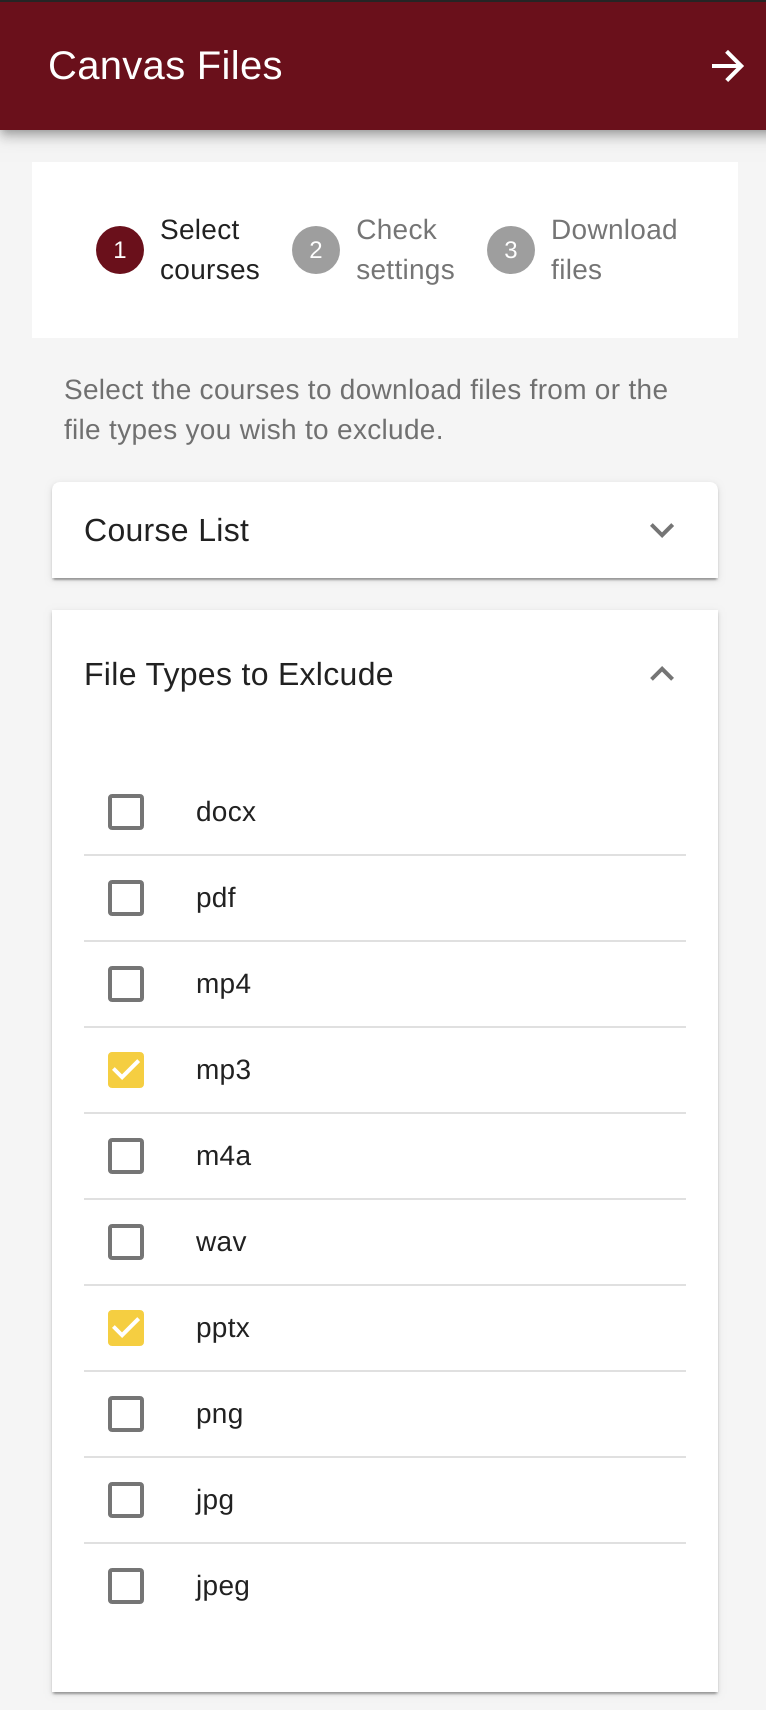 Canvas Files
1 Select courses
2 Check settings
3 Download files
Select the courses to download files from or the
file types you wish to exclude.
Course List
File Types to Exlcude
docx
pdf
mp4
mp3
m4a
wav
pptx
png
jpg
jpeg